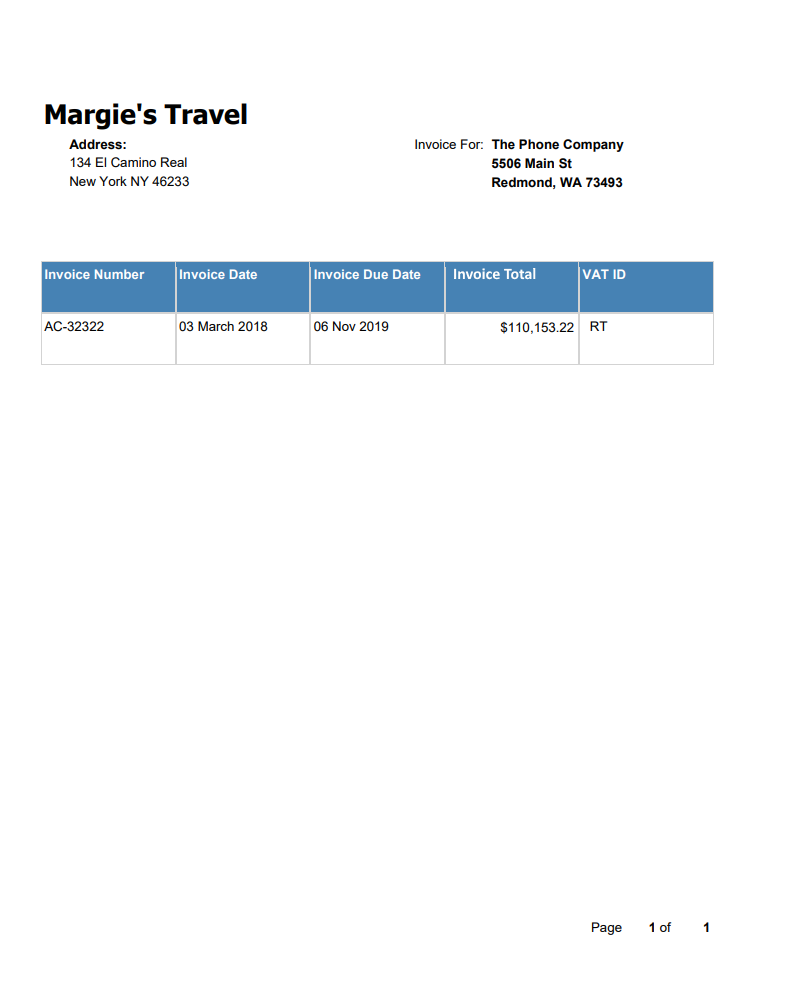 Margie's Travel
Address:
134 El Camino Real
New York NY 46233
Invoice For: The Phone Company
5506 Main St
Redmond, WA 73493
Invoice Number Invoice Date Invoice Due Date Invoice Total VAT ID
AC-32322 03 March 2018 06 Nov 2019 $110,153.22 RT
Page 1 of 1